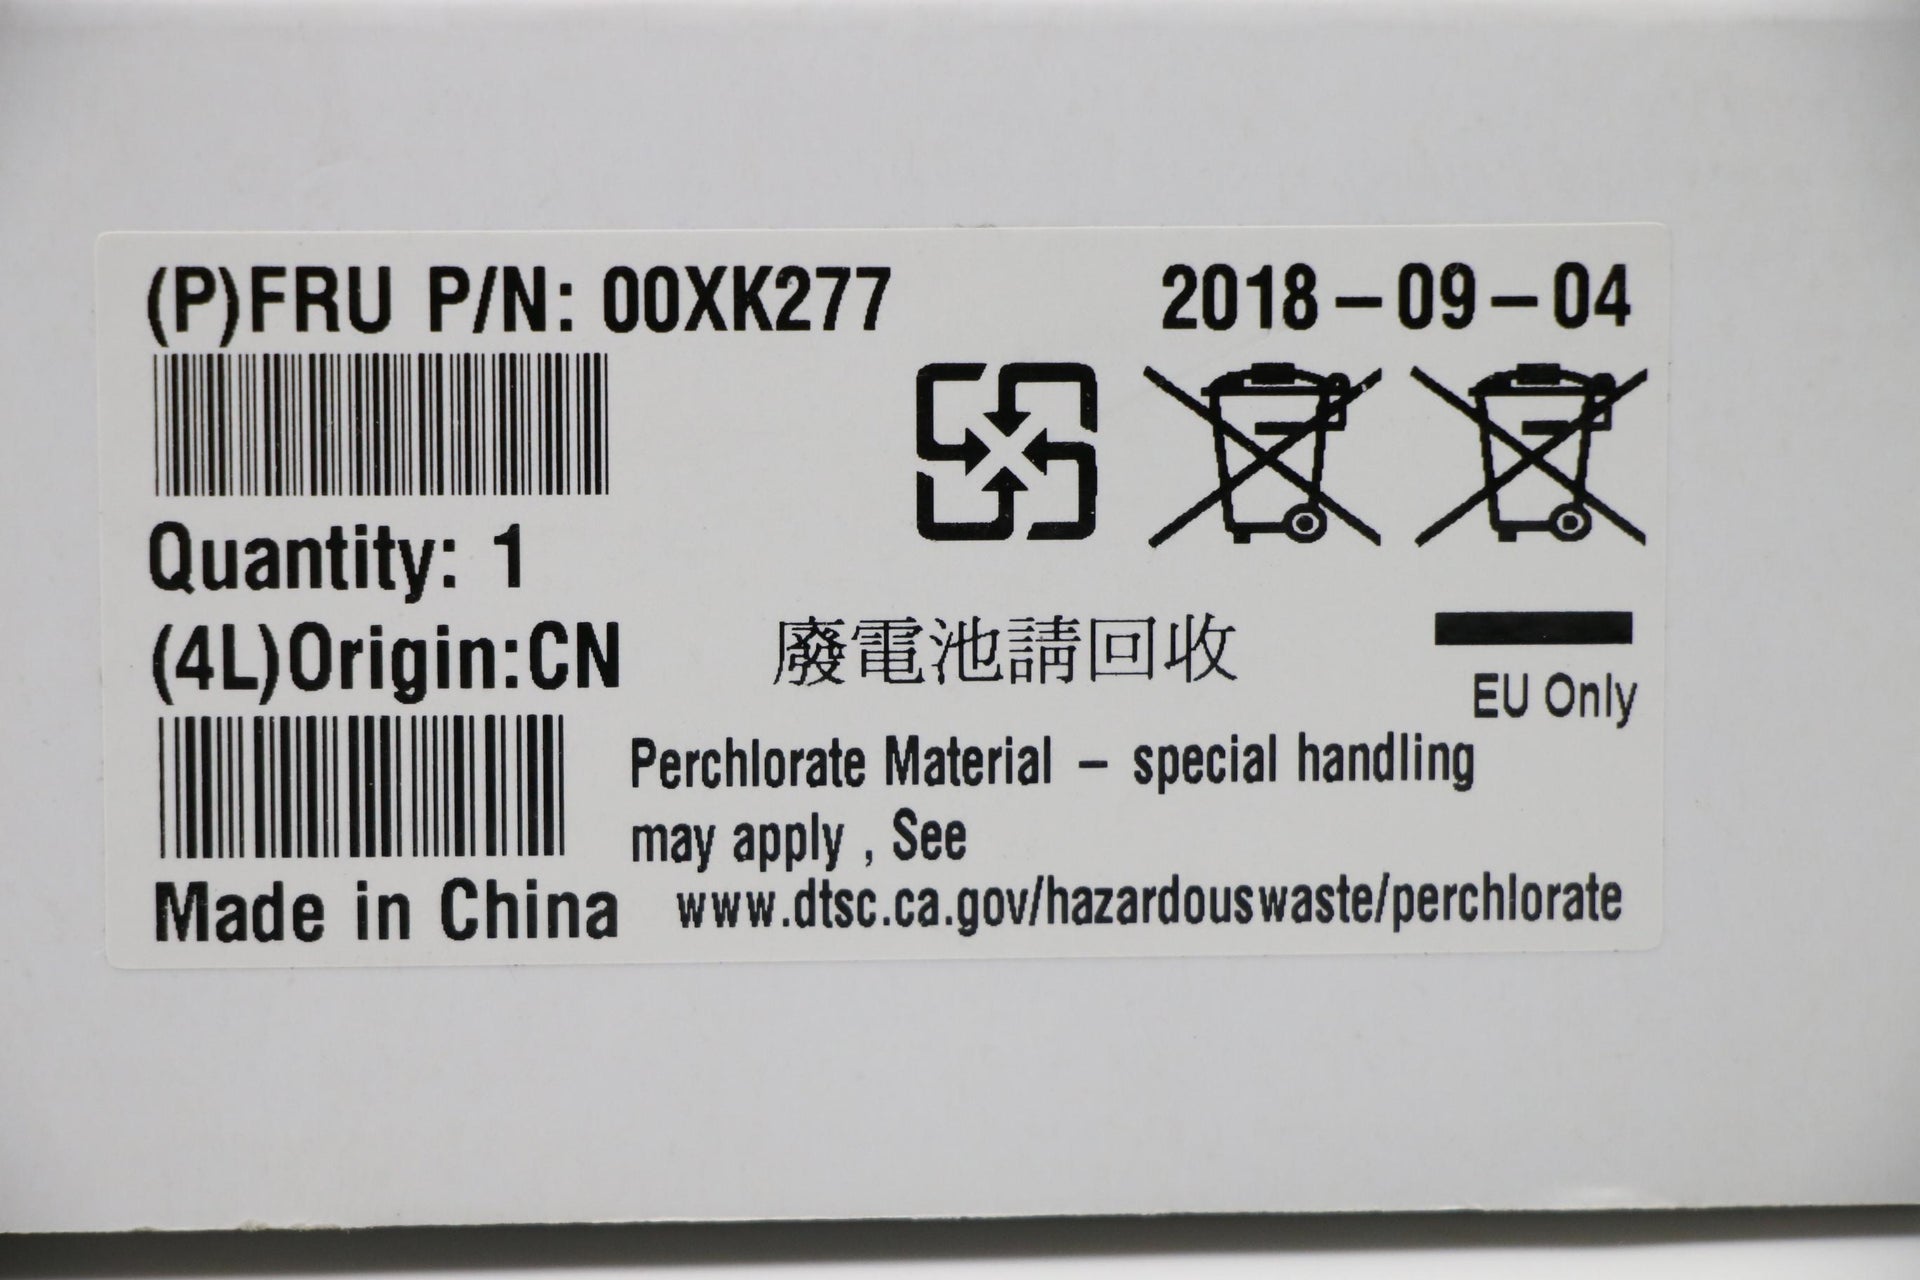 (P)FRU P/N: 00XK277
2018-09-04
Quantity: 1
(4L)Origin:CN
廢電池請回收
EU Only
Perchlorate Material - special handling
may apply , See
www.dtsc.ca.gov/hazardouswaste/perchlorate
Made in China